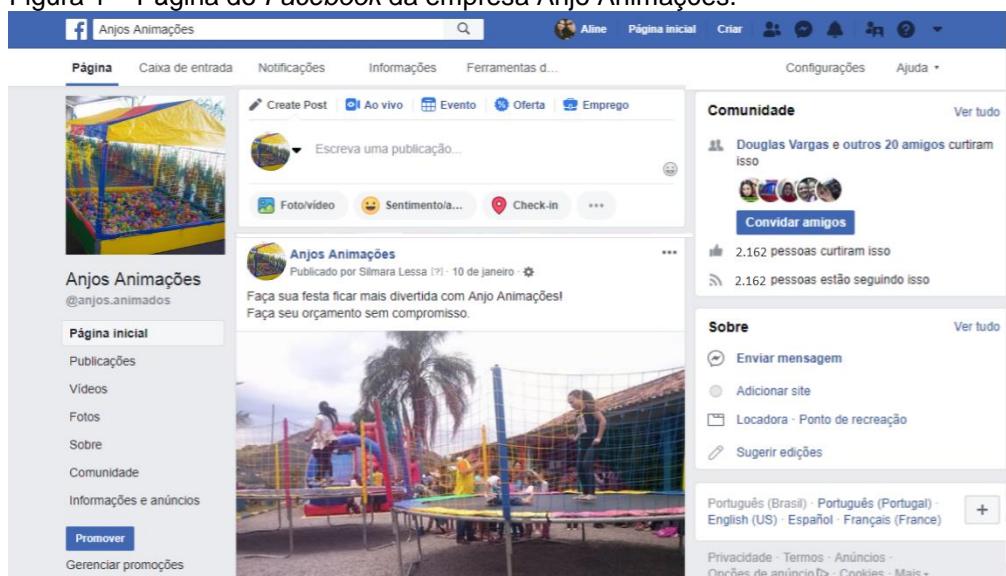 Figura 1 – Página do Facebook da empresa Anjo Animações.
Anjos Animações
Aline Página inicial Criar
Página Caixa de entrada Notificações Informações Ferramentas d... Configurações Ajuda
Anjos Animações
@anjos.animados
Página inicial
Publicações
Vídeos
Fotos
Sobre
Comunidade
Informações e anúncios
Promover
Gerenciar promoções
Create Post Ao vivo Evento Oferta Emprego
Escreva uma publicação...
Foto/vídeo Sentimento/a... Check-in
Anjos Animações
Publicado por Silmara Lessa [?] · 10 de janeiro ·
Faça sua festa ficar mais divertida com Anjo Animações!
Faça seu orçamento sem compromisso.
Comunidade Ver tudo
Douglas Vargas e outros 20 amigos curtiram
isso
Convidar amigos
2.162 pessoas curtiram isso
2.162 pessoas estão seguindo isso
Sobre Ver tudo
Enviar mensagem
Adicionar site
Locadora · Ponto de recreação
Sugerir edições
Português (Brasil) · Português (Portugal) ·
English (US) · Español · Français (France)
Privacidade · Termos · Anúncios ·
Opções de anúncio · Cookies · Mais